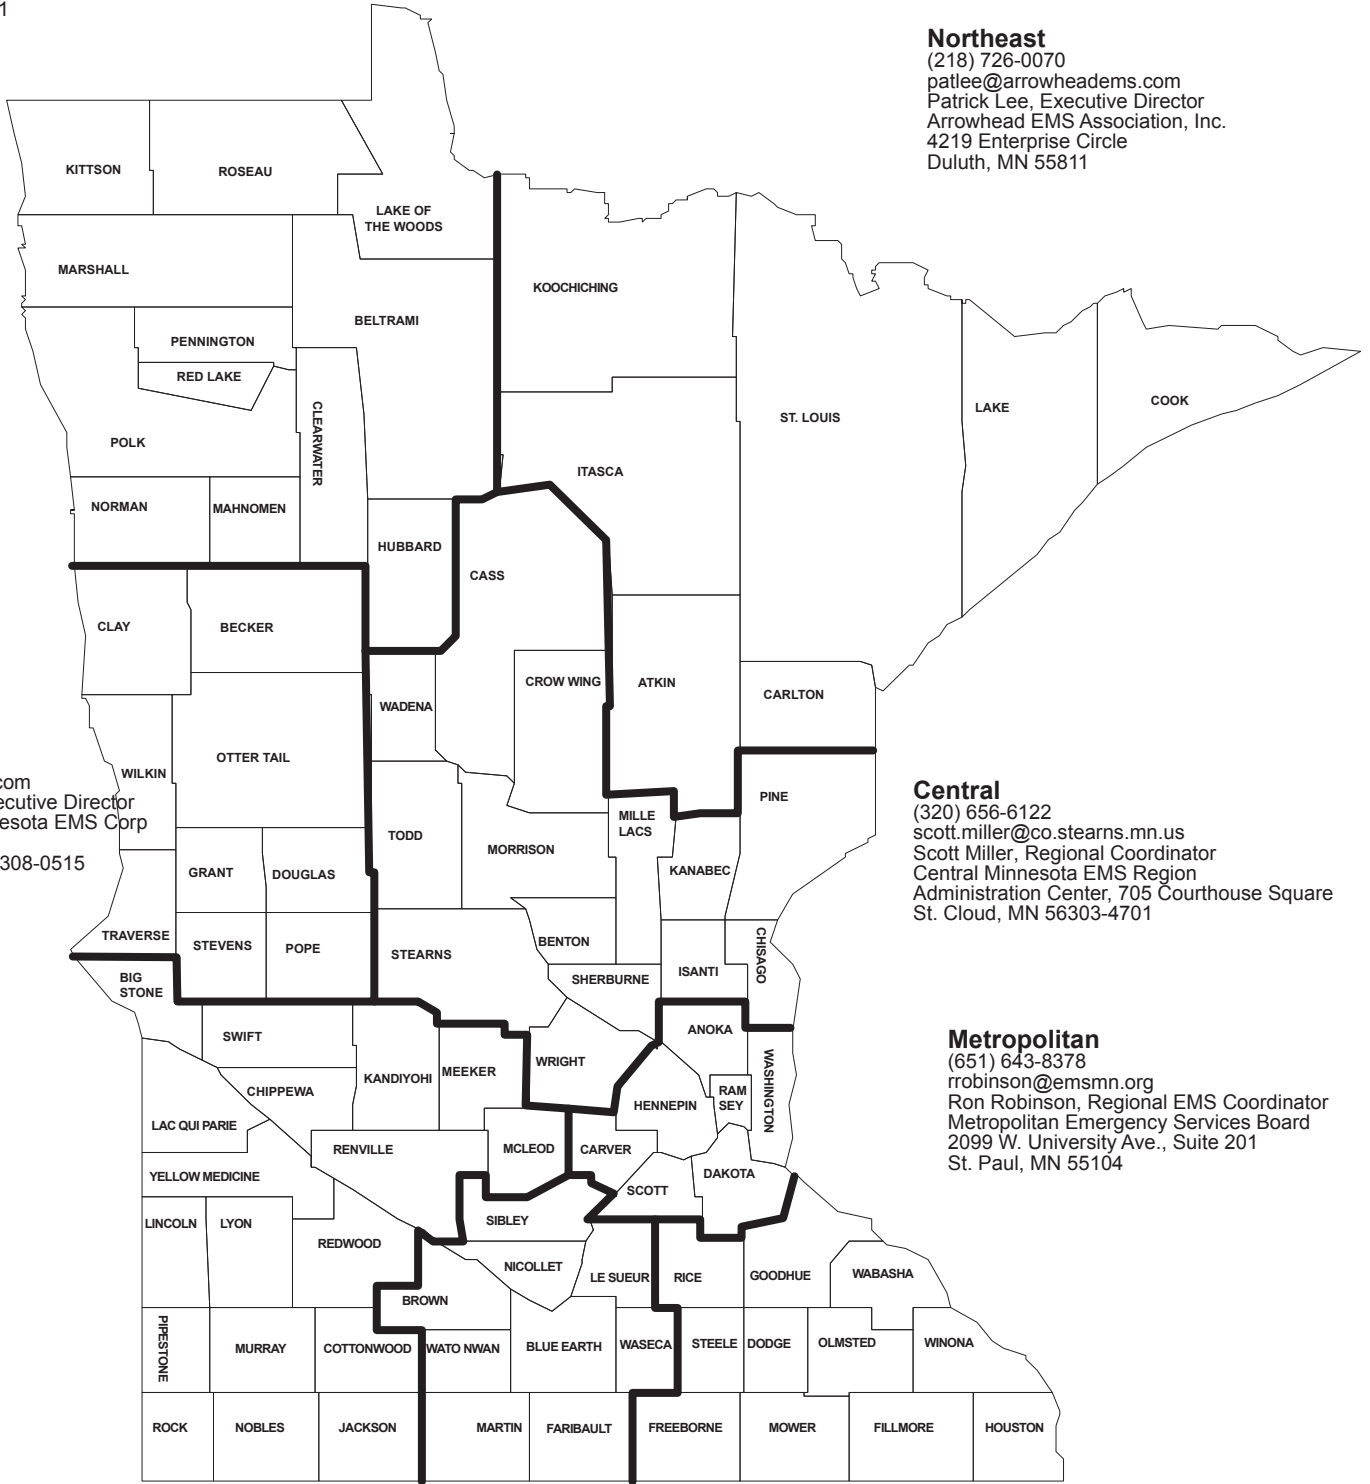 1
Northeast
(218) 726-0070
patlee@arrowheadems.com
Patrick Lee, Executive Director
Arrowhead EMS Association, Inc.
4219 Enterprise Circle
Duluth, MN 55811
KITTSON
ROSEAU
LAKE OF
THE WOODS
MARSHALL
KOOCHICHING
BELTRAMI
PENNINGTON
RED LAKE
CLEARWATER
ST. LOUIS
LAKE
COOK
POLK
ITASCA
NORMAN
MAHNOMEN
HUBBARD
CASS
CLAY
BECKER
WADENA
CROW WING
ATKIN
CARLTON
OTTER TAIL
WILKIN
com
ecutive Director
nesota EMS Corp
308-0515
Central
(320) 656-6122
scott.miller@co.stearns.mn.us
Scott Miller, Regional Coordinator
Central Minnesota EMS Region
Administration Center, 705 Courthouse Square
St. Cloud, MN 56303-4701
PINE
MILLE
LACS
TODD
MORRISON
KANABEC
GRANT
DOUGLAS
TRAVERSE
STEVENS
POPE
STEARNS
BENTON
CHISAGO
BIG
STONE
SHERBURNE
ISANTI
SWIFT
ANOKA
Metropolitan
(651) 643-8378
rrobinson@emsmn.org
Ron Robinson, Regional EMS Coordinator
Metropolitan Emergency Services Board
2099 W. University Ave., Suite 201
St. Paul, MN 55104
WRIGHT
WASHINGTON
KANDIYOHI
MEEKER
CHIPPEWA
RAM
SEY
HENNEPIN
LAC QUI PARIE
RENVILLE
MCLEOD
CARVER
YELLOW MEDICINE
DAKOTA
SCOTT
LINCOLN
LYON
SIBLEY
REDWOOD
NICOLLET
LE SUEUR
RICE
GOODHUE
WABASHA
BROWN
PIPESTONE
MURRAY
COTTONWOOD
WATO NWAN
BLUE EARTH
WASECA
STEELE
DODGE
OLMSTED
WINONA
ROCK
NOBLES
JACKSON
MARTIN
FARIBAULT
FREEBORNE
MOWER
FILLMORE
HOUSTON